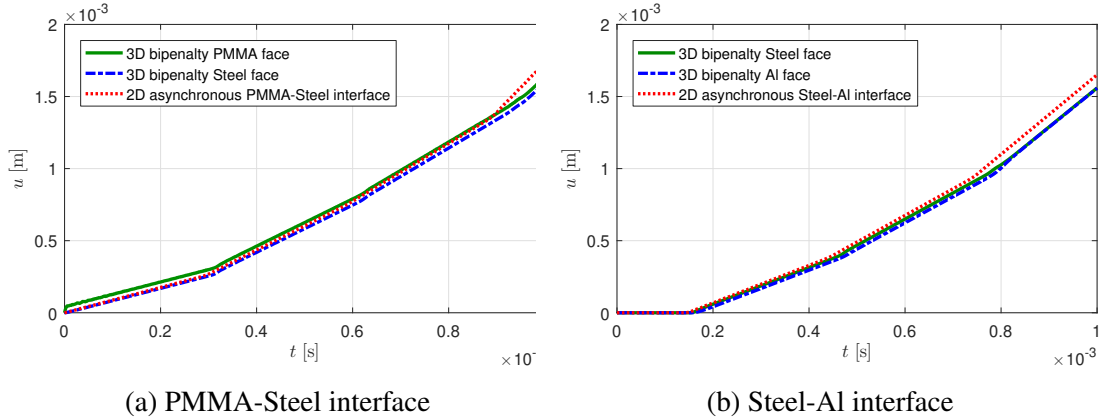 ×10⁻³
2
1.5
1
0.5
0
u [m]
3D bipenalty PMMA face
3D bipenalty Steel face
2D asynchronous PMMA-Steel interface
0 0.2 0.4 0.6 0.8
t [s]
×10⁻
(a) PMMA-Steel interface
×10⁻³
2
1.5
1
0.5
0
u [m]
3D bipenalty Steel face
3D bipenalty Al face
2D asynchronous Steel-Al interface
0 0.2 0.4 0.6 0.8 1
t [s]
×10⁻³
(b) Steel-Al interface